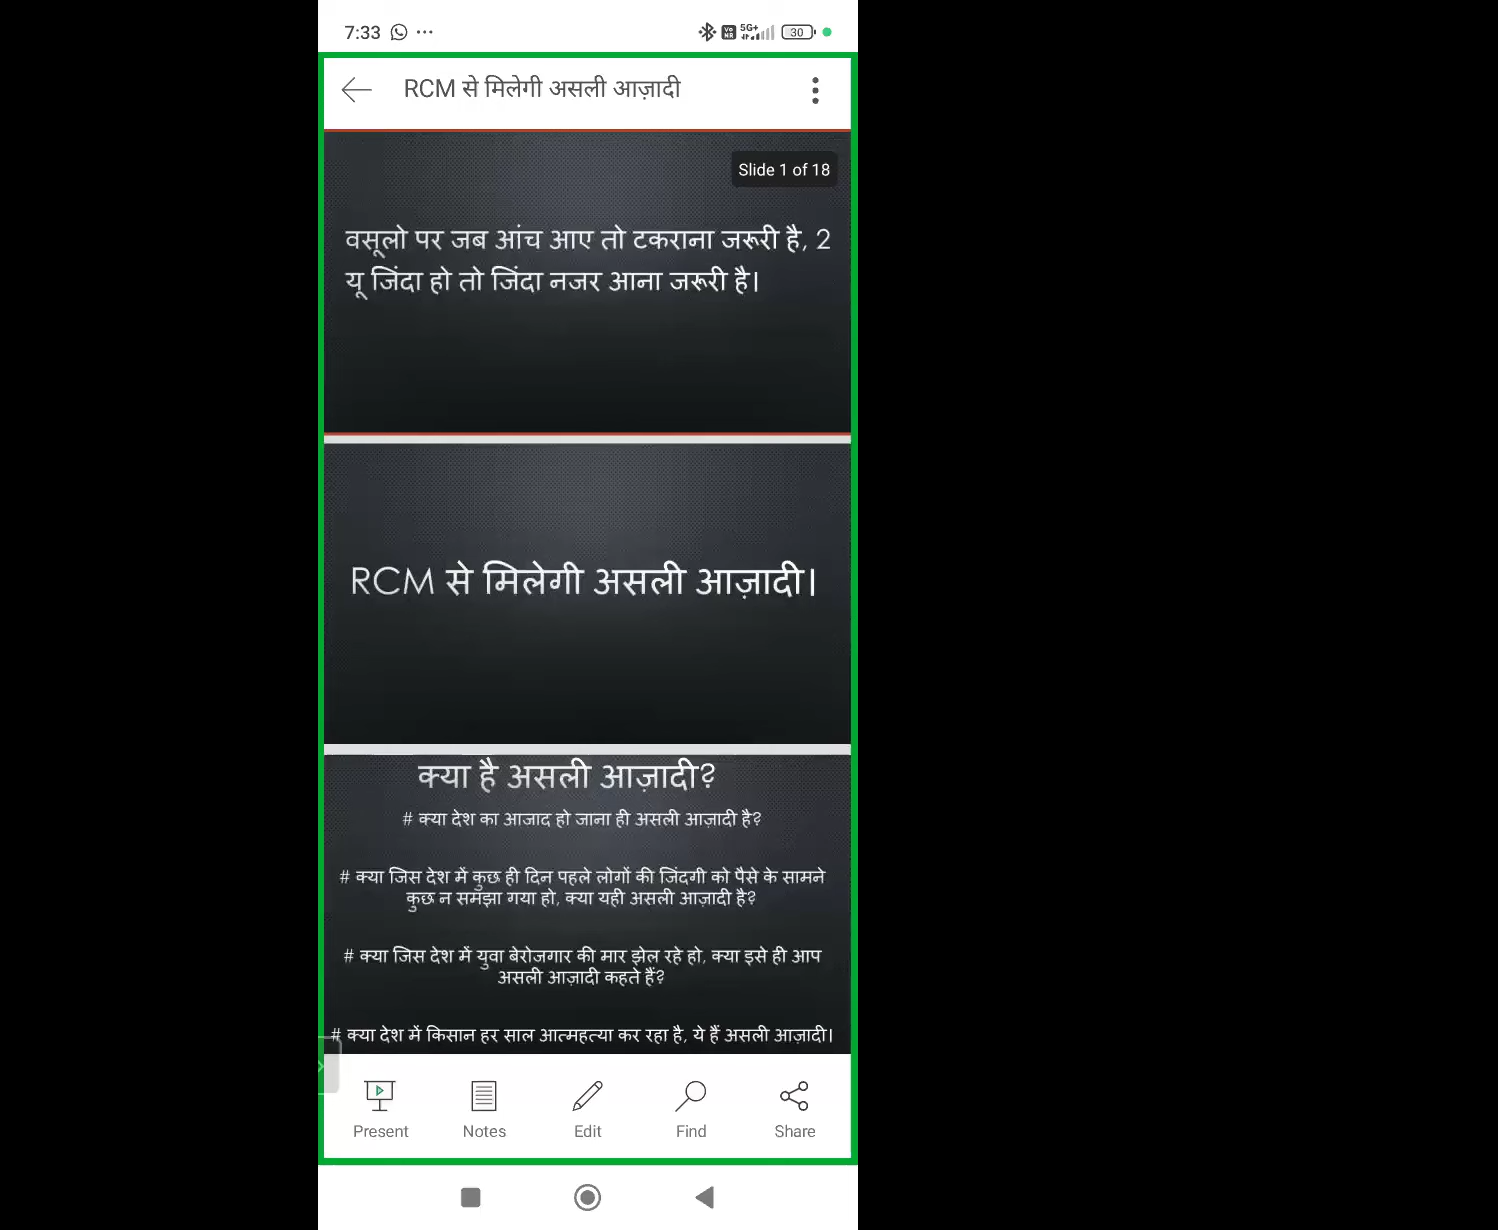 7:33 ...
5G+ 30
RCM से मिलेगी असली आज़ादी
Slide 1 of 18
वसूलो पर जब आंच आए तो टकराना जरूरी है, 2
यू जिंदा हो तो जिंदा नजर आना जरूरी है।
RCM से मिलेगी असली आज़ादी।
क्या है असली आज़ादी?
# क्या देश का आजाद हो जाना ही असली आज़ादी है?
# क्या जिस देश में कुछ ही दिन पहले लोगों की जिंदगी को पैसे के सामने
कुछ न समझा गया हो, क्या यही असली आज़ादी है?
# क्या जिस देश में युवा बेरोजगार की मार झेल रहे हो, क्या इसे ही आप
असली आज़ादी कहते हैं?
# क्या देश में किसान हर साल आत्महत्या कर रहा है, ये हैं असली आज़ादी।
Present Notes Edit Find Share